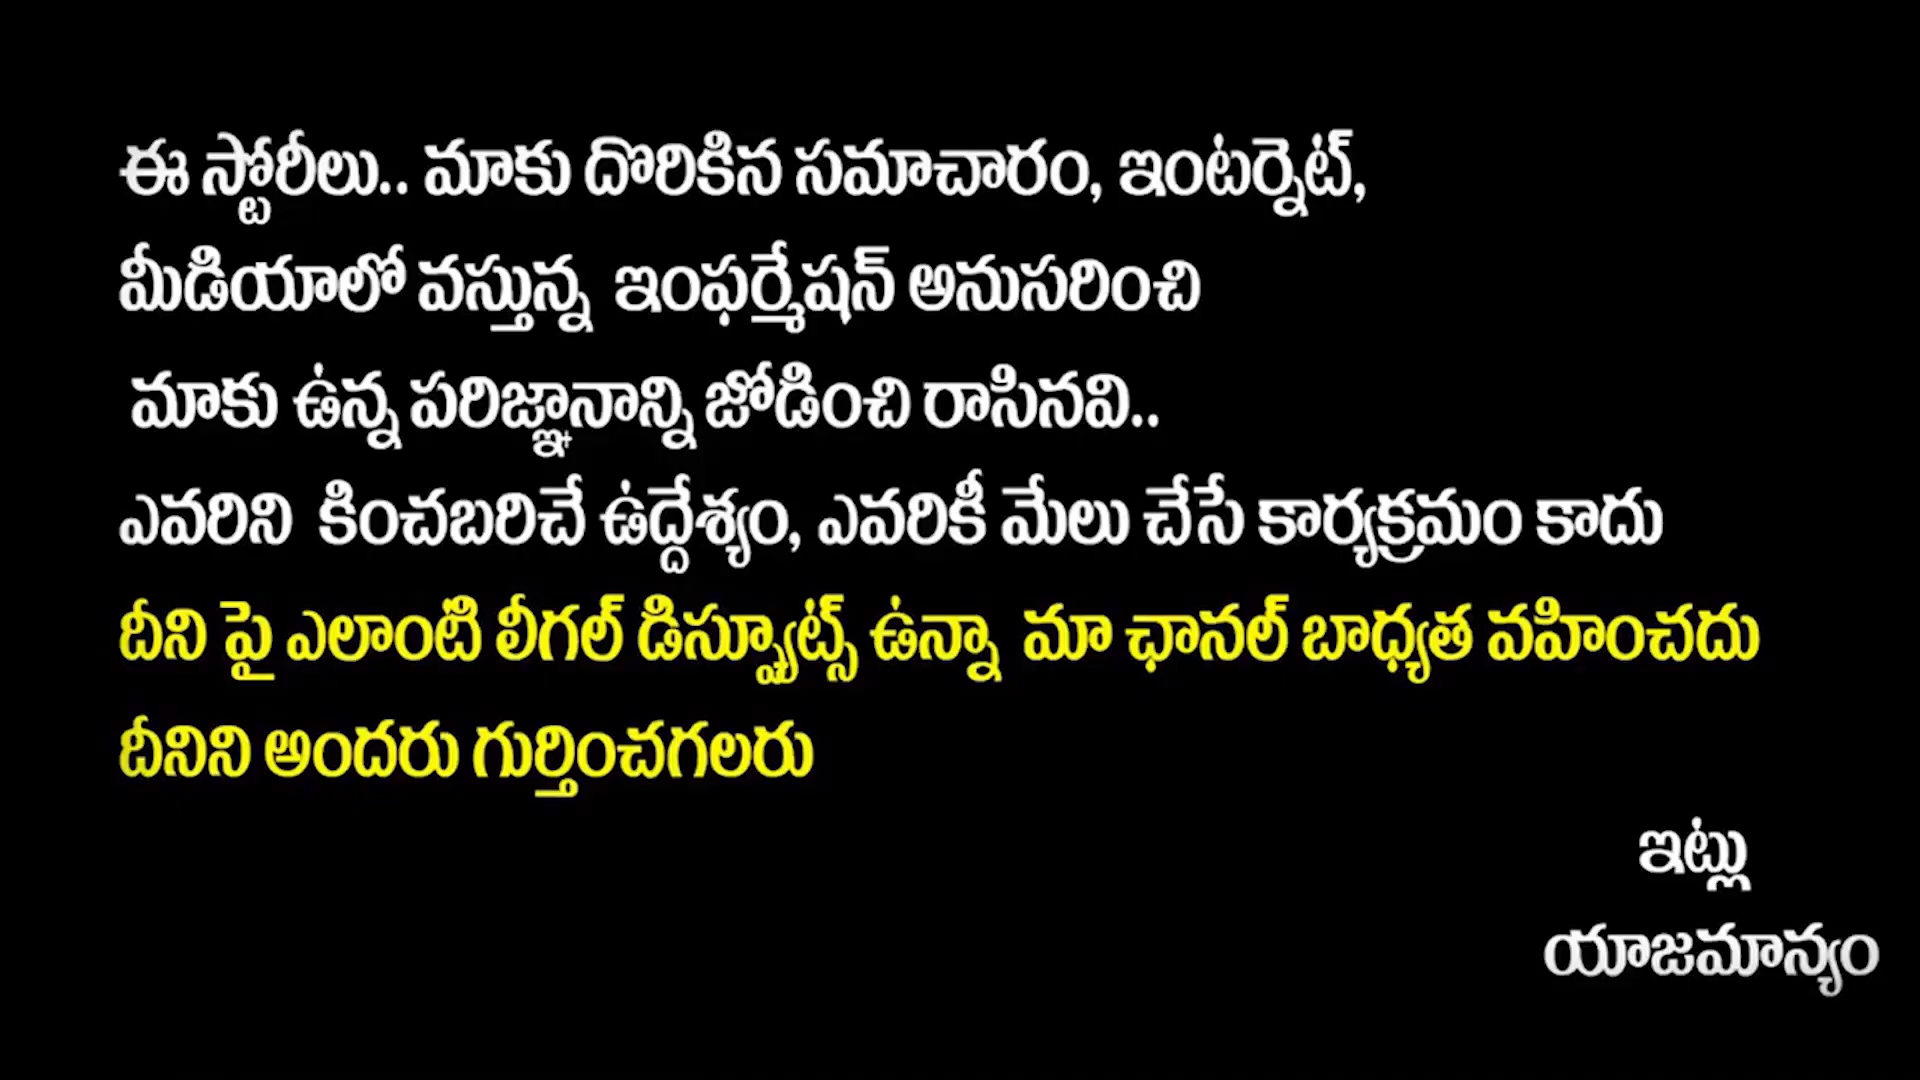 ఈ స్టోరీలు.. మాకు దొరికిన సమాచారం, ఇంటర్నెట్,
మీడియాలో వస్తున్న ఇంఫర్మేషన్ అనుసరించి
మాకు ఉన్న పరిజ్ఞానాన్ని జోడించి రాసినవి..
ఎవరిని కించబరిచే ఉద్దేశ్యం, ఎవరికీ మేలు చేసే కార్యక్రమం కాదు
దీని పై ఎలాంటి లీగల్ డిస్ప్యూట్స్ ఉన్నా మా ఛానల్ బాధ్యత వహించదు
దీనిని అందరు గుర్తించగలరు
ఇట్లు
యాజమాన్యం